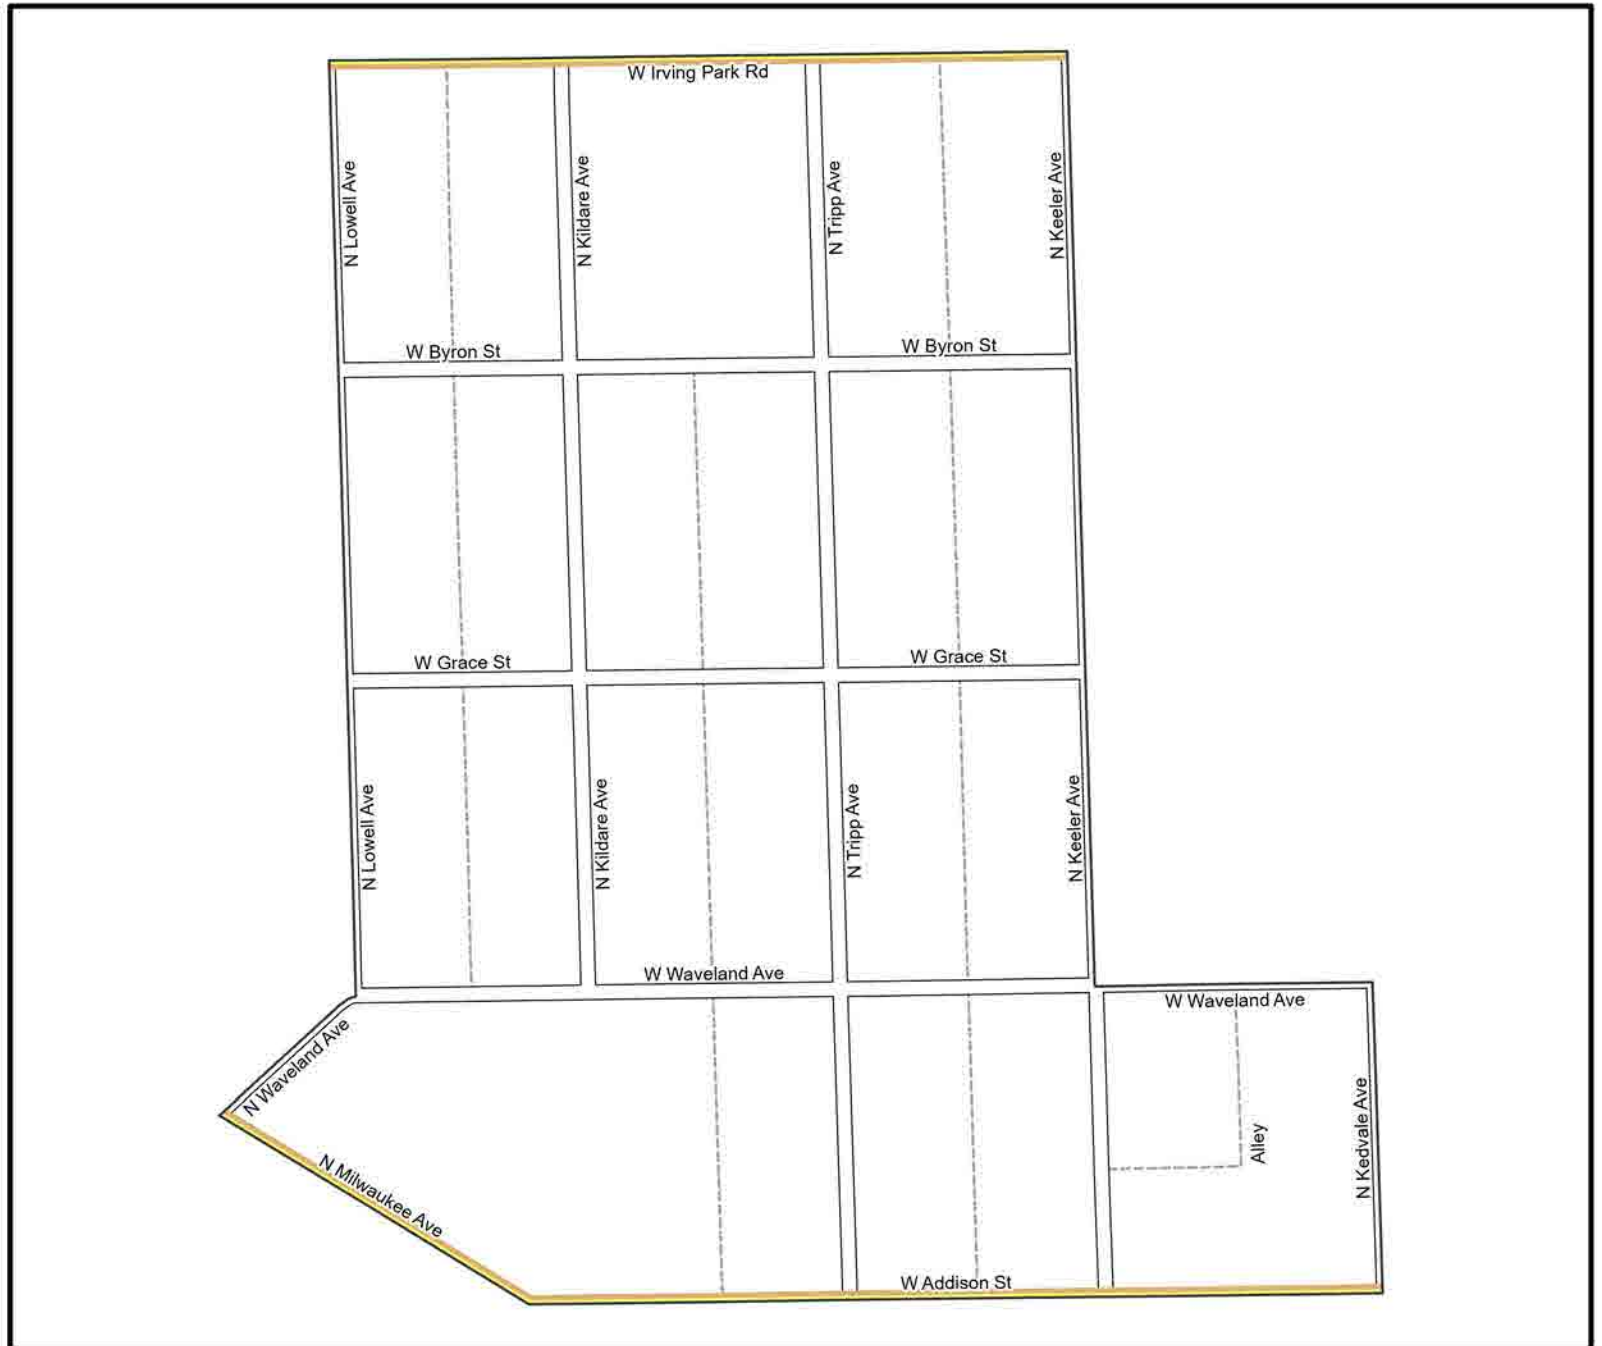 W Irving Park Rd
N Lowell Ave
N Kildare Ave
N Tripp Ave
N Keeler Ave
W Byron St
W Byron St
W Grace St
W Grace St
N Lowell Ave
N Kildare Ave
N Tripp Ave
N Keeler Ave
W Waveland Ave
W Waveland Ave
N Waveland Ave
N Milwaukee Ave
Alley
N Kedvale Ave
W Addison St